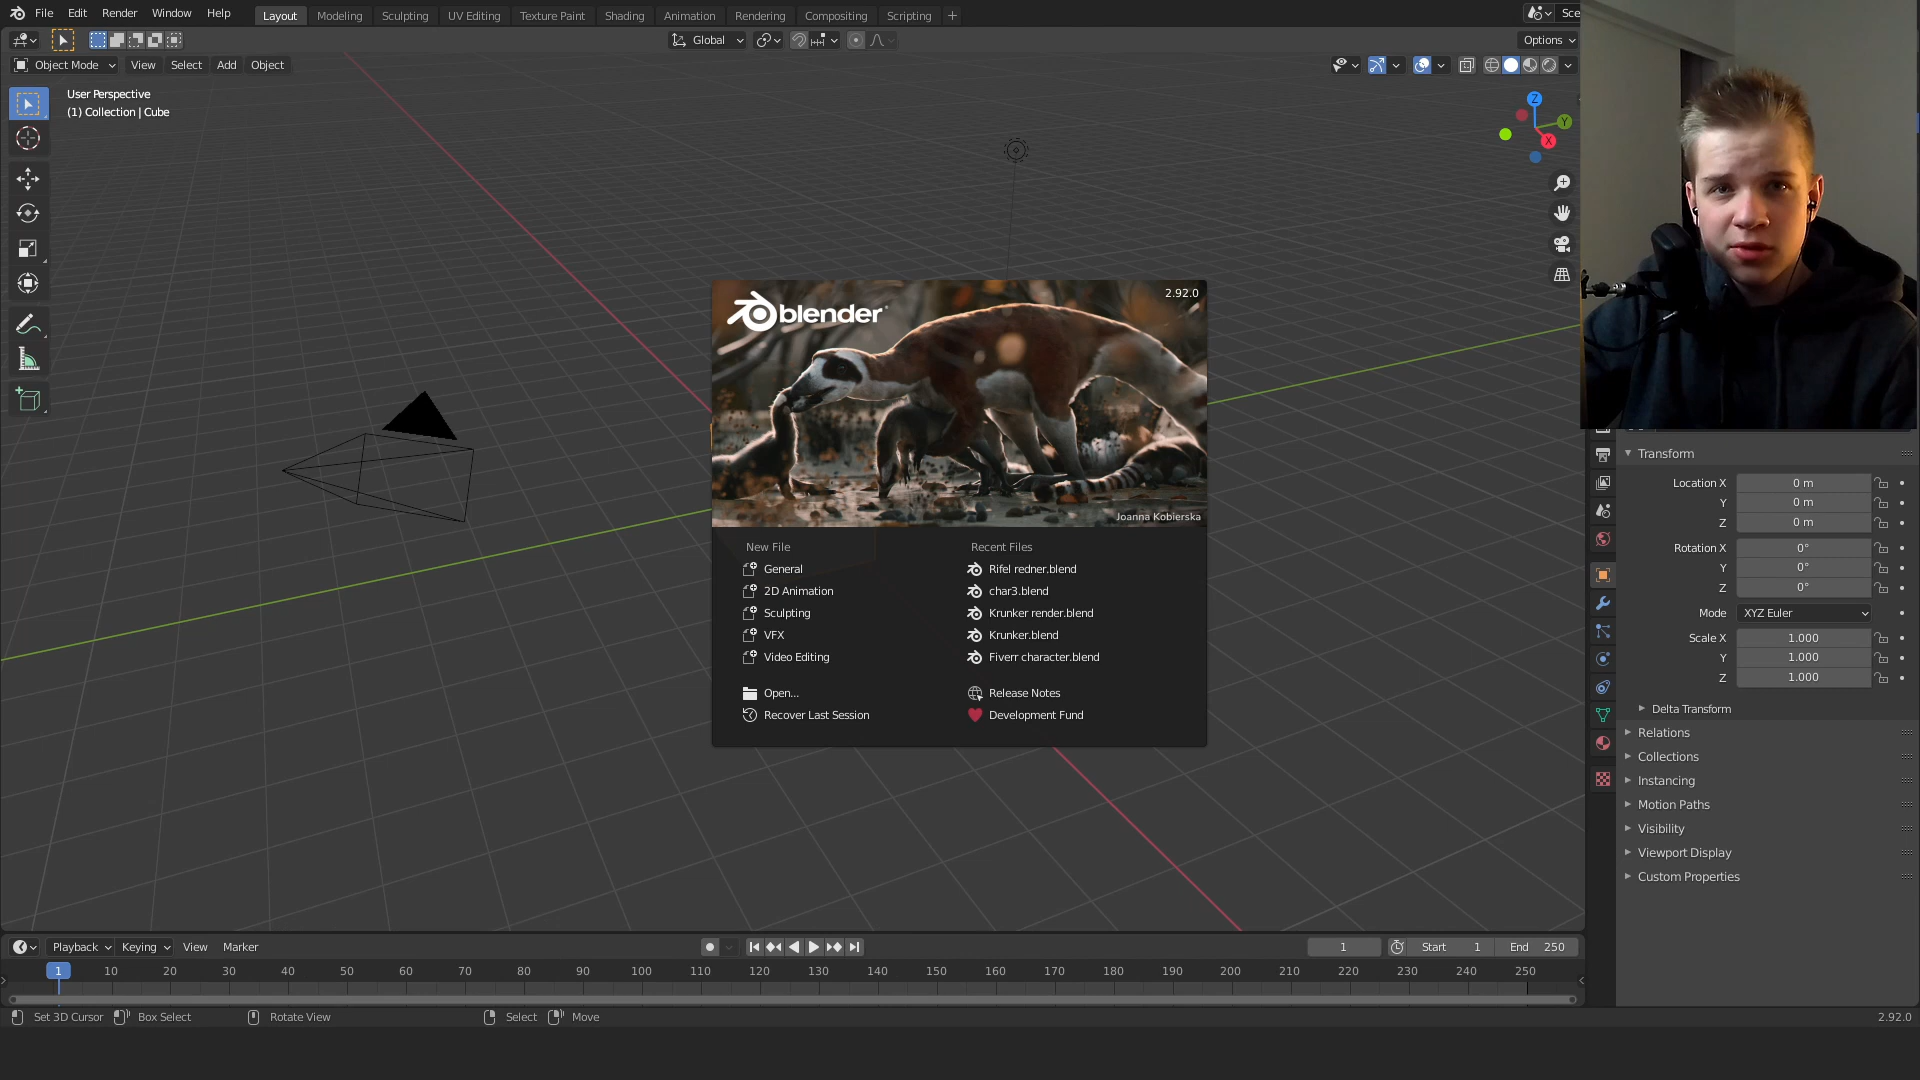 File Edit Render Window Help Layout Modeling Sculpting UV Editing Texture Paint Shading Animation Rendering Compositing Scripting + Sce
Global Options
Object Mode View Select Add Object
User Perspective
(1) Collection | Cube
Z
Y
X
blender 2.92.0
Joanna Kobierska
New File
General
2D Animation
Sculpting
VFX
Video Editing
Open...
Recover Last Session
Recent Files
Rifel redner.blend
char3.blend
Krunker render.blend
Krunker.blend
Fiverr character.blend
Release Notes
Development Fund
Transform
Location X 0 m
Y 0 m
Z 0 m
Rotation X 0°
Y 0°
Z 0°
Mode XYZ Euler
Scale X 1.000
Y 1.000
Z 1.000
Delta Transform
Relations
Collections
Instancing
Motion Paths
Visibility
Viewport Display
Custom Properties
Playback Keying View Marker 1 Start 1 End 250
1 10 20 30 40 50 60 70 80 90 100 110 120 130 140 150 160 170 180 190 200 210 220 230 240 250
Set 3D Cursor Box Select Rotate View Select Move 2.92.0